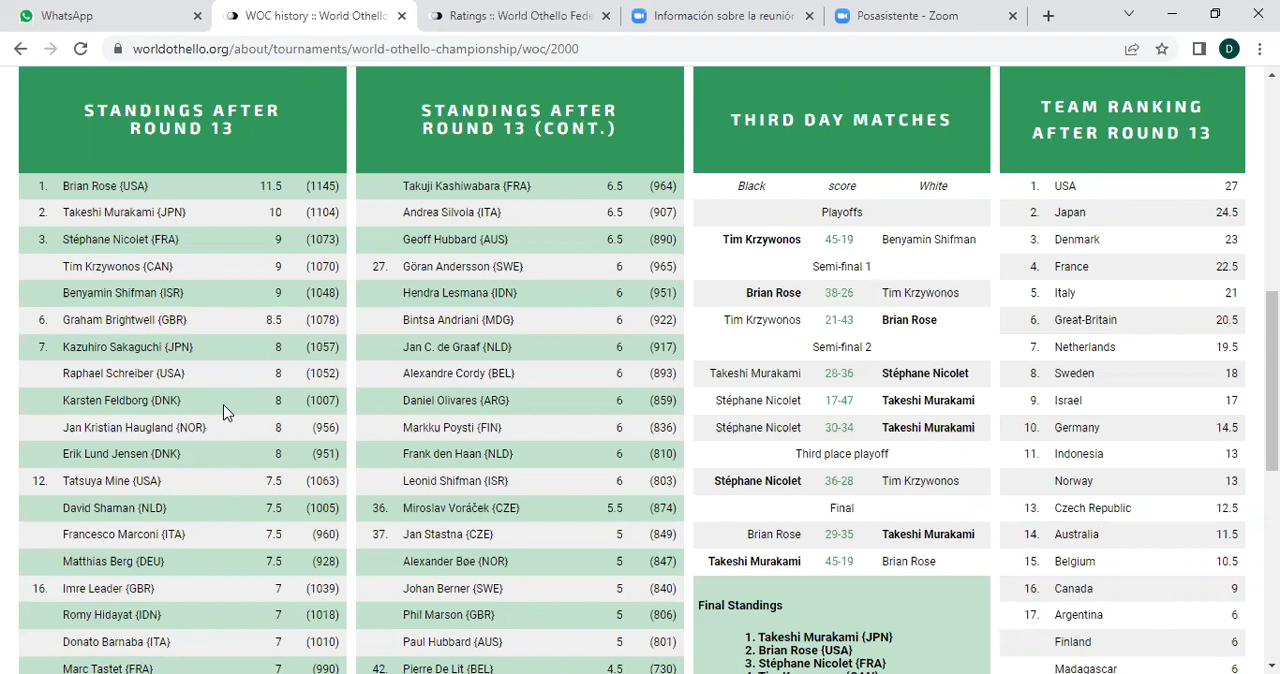 WhatsApp
WOC history :: World Othello
Ratings :: World Othello Fede
Información sobre la reunión
Posasistente - Zoom
worldothello.org/about/tournaments/world-othello-championship/woc/2000
D
STANDINGS AFTER
ROUND 13
1. Brian Rose {USA} 11.5 (1145)
2. Takeshi Murakami {JPN} 10 (1104)
3. Stéphane Nicolet {FRA} 9 (1073)
Tim Krzywonos {CAN} 9 (1070)
Benyamin Shifman {ISR} 9 (1048)
6. Graham Brightwell {GBR} 8.5 (1078)
7. Kazuhiro Sakaguchi {JPN} 8 (1057)
Raphael Schreiber {USA} 8 (1052)
Karsten Feldborg {DNK} 8 (1007)
Jan Kristian Haugland {NOR} 8 (956)
Erik Lund Jensen {DNK} 8 (951)
12. Tatsuya Mine {USA} 7.5 (1063)
David Shaman {NLD} 7.5 (1005)
Francesco Marconi {ITA} 7.5 (960)
Matthias Berg {DEU} 7.5 (928)
16. Imre Leader {GBR} 7 (1039)
Romy Hidayat {IDN} 7 (1018)
Donato Barnaba {ITA} 7 (1010)
Marc Tastet {FRA} 7 (990)
STANDINGS AFTER
ROUND 13 (CONT.)
Takuji Kashiwabara {FRA} 6.5 (964)
Andrea Silvola {ITA} 6.5 (907)
Geoff Hubbard {AUS} 6.5 (890)
27. Göran Andersson {SWE} 6 (965)
Hendra Lesmana {IDN} 6 (951)
Bintsa Andriani {MDG} 6 (922)
Jan C. de Graaf {NLD} 6 (917)
Alexandre Cordy {BEL} 6 (893)
Daniel Olivares {ARG} 6 (859)
Markku Poysti {FIN} 6 (836)
Frank den Haan {NLD} 6 (810)
Leonid Shifman {ISR} 6 (803)
36. Miroslav Voráček {CZE} 5.5 (874)
37. Jan Stastna {CZE} 5 (849)
Alexander Bøe {NOR} 5 (847)
Johan Berner {SWE} 5 (840)
Phil Marson {GBR} 5 (806)
Paul Hubbard {AUS} 5 (801)
42. Pierre De Lit {BEL} 4.5 (730)
THIRD DAY MATCHES
Black score White
Playoffs
Tim Krzywonos 45-19 Benyamin Shifman
Semi-final 1
Brian Rose 38-26 Tim Krzywonos
Tim Krzywonos 21-43 Brian Rose
Semi-final 2
Takeshi Murakami 28-36 Stéphane Nicolet
Stéphane Nicolet 17-47 Takeshi Murakami
Stéphane Nicolet 30-34 Takeshi Murakami
Third place playoff
Stéphane Nicolet 36-28 Tim Krzywonos
Final
Brian Rose 29-35 Takeshi Murakami
Takeshi Murakami 45-19 Brian Rose
Final Standings
1. Takeshi Murakami {JPN}
2. Brian Rose {USA}
3. Stéphane Nicolet {FRA}
4. Tim Krzywonos {CAN}
TEAM RANKING
AFTER ROUND 13
1. USA 27
2. Japan 24.5
3. Denmark 23
4. France 22.5
5. Italy 21
6. Great-Britain 20.5
7. Netherlands 19.5
8. Sweden 18
9. Israel 17
10. Germany 14.5
11. Indonesia 13
Norway 13
13. Czech Republic 12.5
14. Australia 11.5
15. Belgium 10.5
16. Canada 9
17. Argentina 6
Finland 6
Madagascar 6